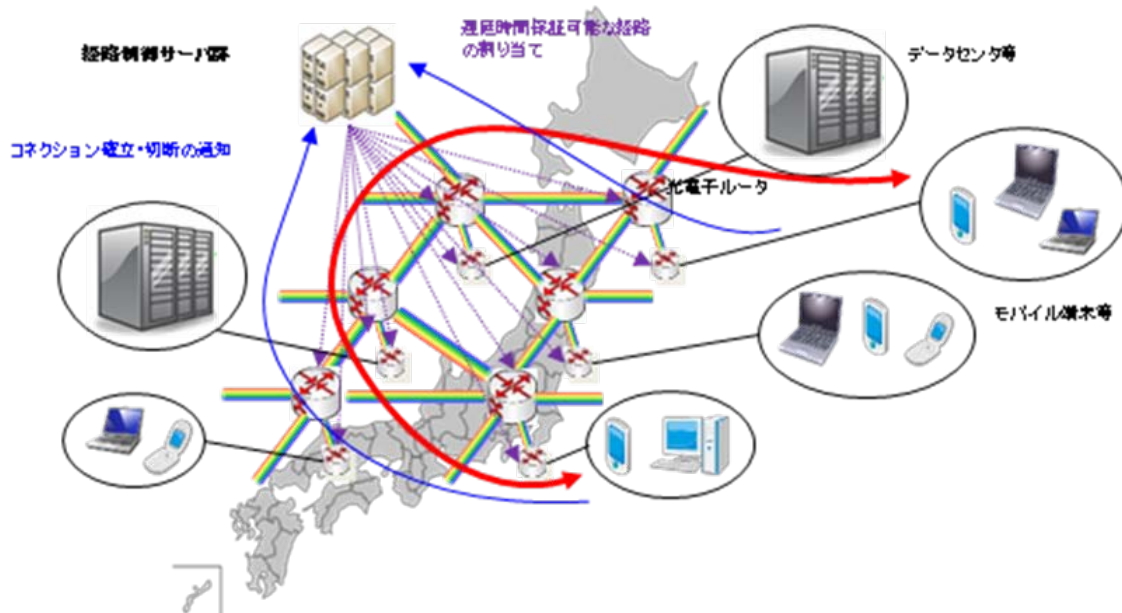 経路制御サーバ群
遅延時間保証可能な経路
の割り当て
データセンタ等
コネクション確立・切断の通知
光電子ルータ
モバイル端末等